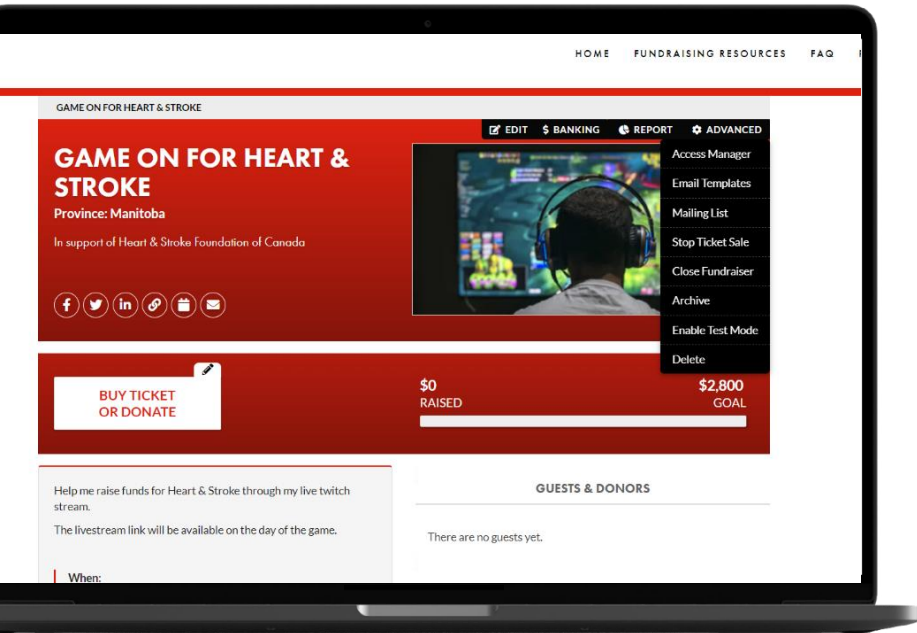 HOME FUNDRAISING RESOURCES FAQ
GAME ON FOR HEART & STROKE
EDIT $ BANKING REPORT ADVANCED
GAME ON FOR HEART &
STROKE
Province: Manitoba
In support of Heart & Stroke Foundation of Canada
Access Manager
Email Templates
Mailing List
Stop Ticket Sale
Close Fundraiser
Archive
Enable Test Mode
Delete
BUY TICKET
OR DONATE
$0
RAISED
$2,800
GOAL
Help me raise funds for Heart & Stroke through my live twitch
stream.
The livestream link will be available on the day of the game.
When:
GUESTS & DONORS
There are no guests yet.